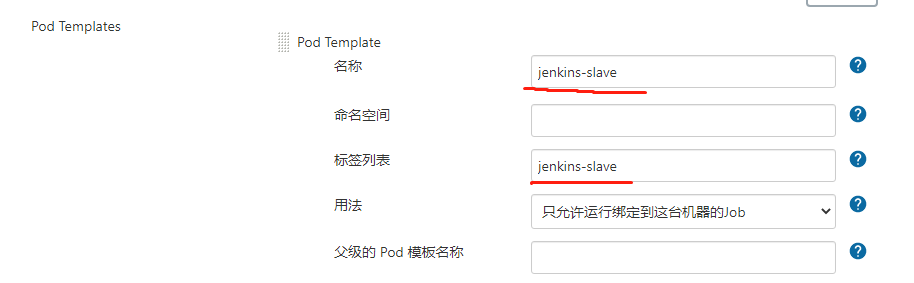 Pod Templates
Pod Template
名称
jenkins-slave
命名空间
标签列表
jenkins-slave
用法
只允许运行绑定到这台机器的Job
父级的 Pod 模板名称